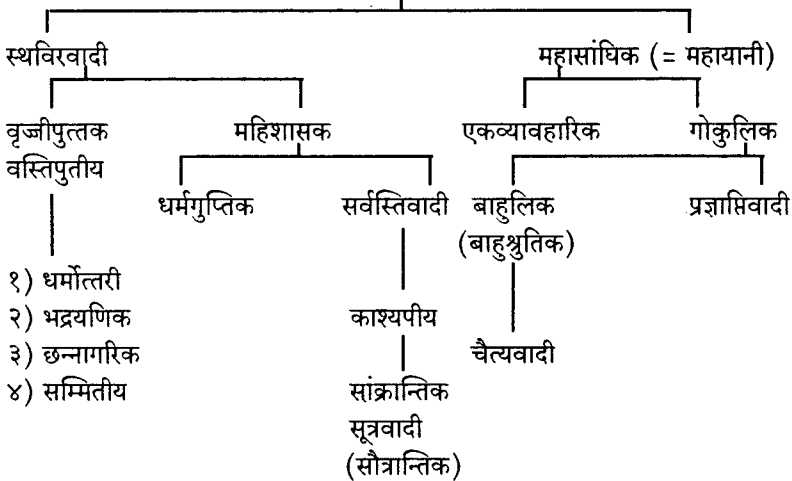 स्थविरवादी महासांघिक (= महायानी)
वृज्जीपुत्तक महिशासक एकव्यावहारिक गोकुलिक
वस्तिपुतीय
धर्मगुप्तिक सर्वस्तिवादी बाहुलिक प्रज्ञाप्तिवादी
(बाहुश्रुतिक)
१) धर्मोत्तरी
२) भद्रयणिक काश्यपीय
३) छन्नागरिक चैत्यवादी
४) सम्मितीय सांक्रान्तिक
सूत्रवादी
(सौत्रान्तिक)